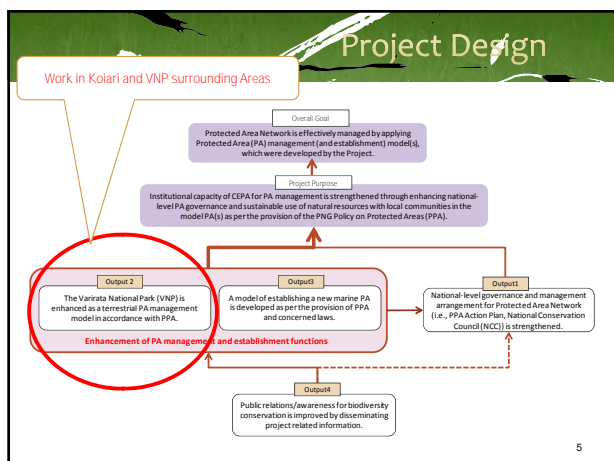 Project Design
Work in Koiari and VNP surrounding Areas
Overall Goal
Protected Area Network is effectively managed by applying
Protected Area (PA) management (and establishment) model(s),
which were developed by the Project.
Project Purpose
Institutional capacity of CEPA for PA management is strengthened through enhancing national-
level PA governance and sustainable use of natural resources with local communities in the
model PA(s) as per the provision of the PNG Policy on Protected Areas (PPA).
Output 2
The Varirata National Park (VNP) is
enhanced as a terrestrial PA management
model in accordance with PPA.
Output3
A model of establishing a new marine PA
is developed as per the provision of PPA
and concerned laws.
Enhancement of PA management and establishment functions
Output1
National-level governance and management
arrangement for Protected Area Network
(i.e., PPA Action Plan, National Conservation
Council (NCC)) is strengthened.
Output4
Public relations/awareness for biodiversity
conservation is improved by disseminating
project related information.
5